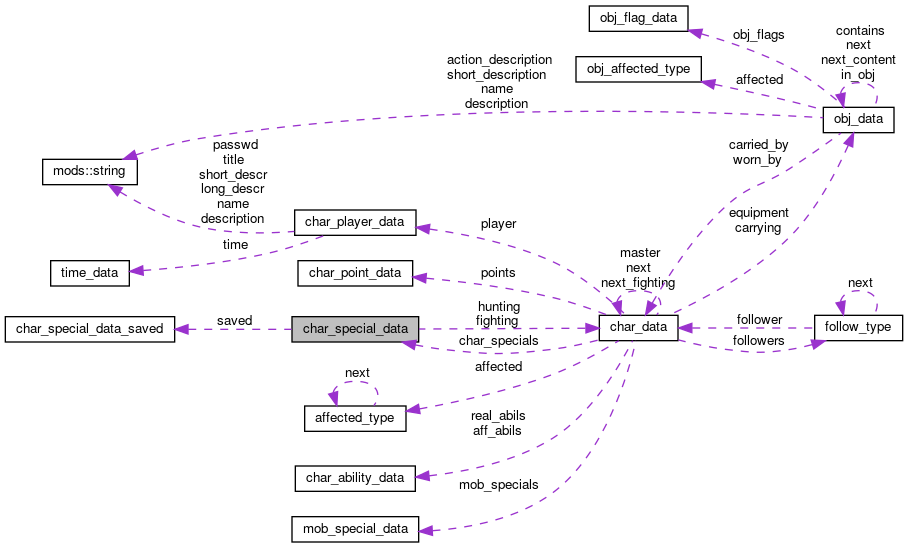 obj_flag_data
obj_flags
contains
next
next_content
in_obj
obj_affected_type
affected
action_description
short_description
name
description
obj_data
mods::string
passwd
title
short_descr
long_descr
name
description
carried_by
worn_by
char_player_data
player
equipment
carrying
time
time_data
char_point_data
points
master
next
next_fighting
next
char_special_data_saved
saved
char_special_data
hunting
fighting
char_specials
char_data
follower
followers
follow_type
next
affected
affected_type
real_abils
aff_abils
char_ability_data
mob_specials
mob_special_data